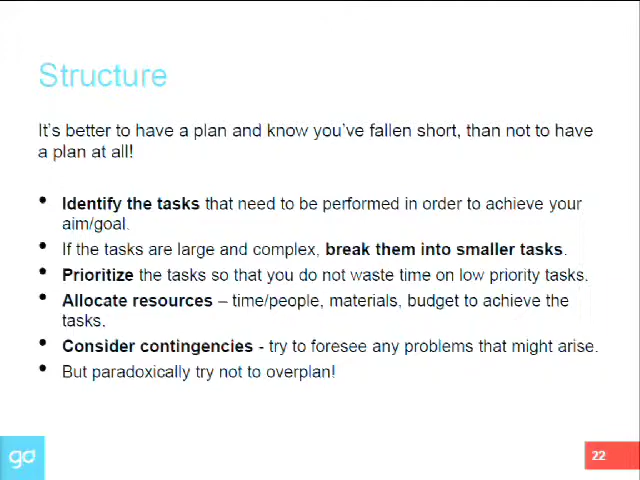 Structure
It's better to have a plan and know you've fallen short, than not to have
a plan at all!
• Identify the tasks that need to be performed in order to achieve your
aim/goal.
• If the tasks are large and complex, break them into smaller tasks.
• Prioritize the tasks so that you do not waste time on low priority tasks.
• Allocate resources – time/people, materials, budget to achieve the
tasks.
• Consider contingencies - try to foresee any problems that might arise.
• But paradoxically try not to overplan!
go
22